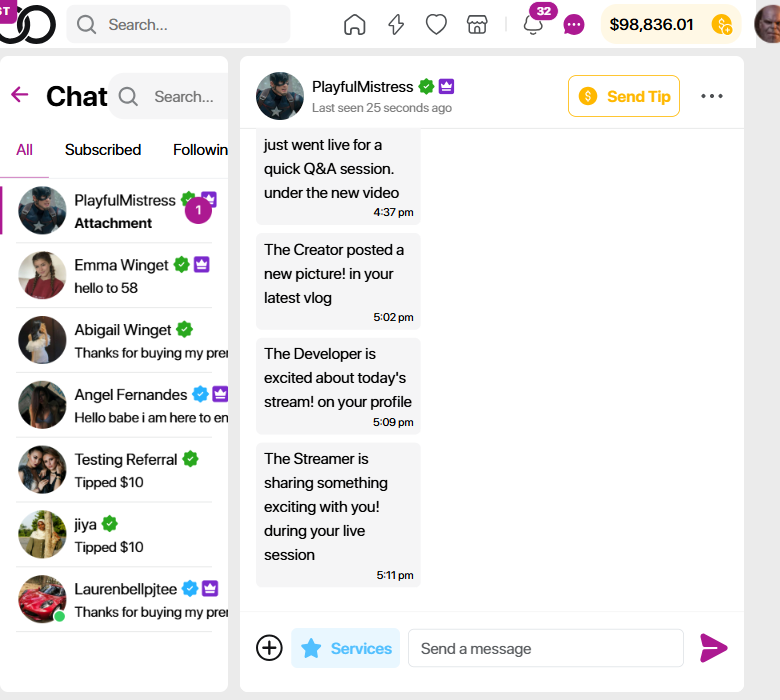 ST
Search...
32
$98,836.01
Chat
Search...
All
Subscribed
Followin
PlayfulMistress
1
Attachment
Emma Winget
hello to 58
Abigail Winget
Thanks for buying my prer
Angel Fernandes
Hello babe i am here to en
Testing Referral
Tipped $10
jiya
Tipped $10
Laurenbellpjtee
Thanks for buying my prer
PlayfulMistress
Last seen 25 seconds ago
Send Tip
just went live for a
quick Q&A session.
under the new video
4:37 pm
The Creator posted a
new picture! in your
latest vlog
5:02 pm
The Developer is
excited about today's
stream! on your profile
5:09 pm
The Streamer is
sharing something
exciting with you!
during your live
session
5:11 pm
Services
Send a message